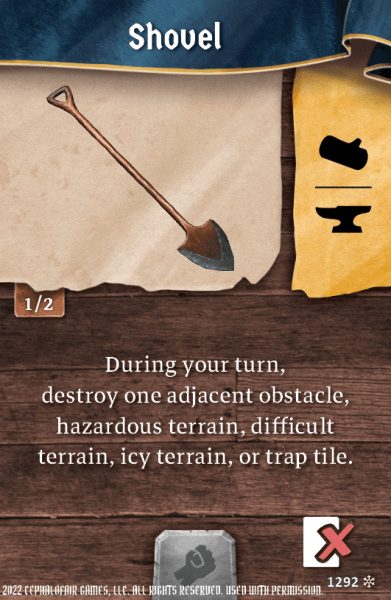 Shovel
1/2
During your turn,
destroy one adjacent obstacle,
hazardous terrain, difficult
terrain, icy terrain, or trap tile.
1292
2022 Cephalofair Games, LLC. All rights reserved. Used with permission.